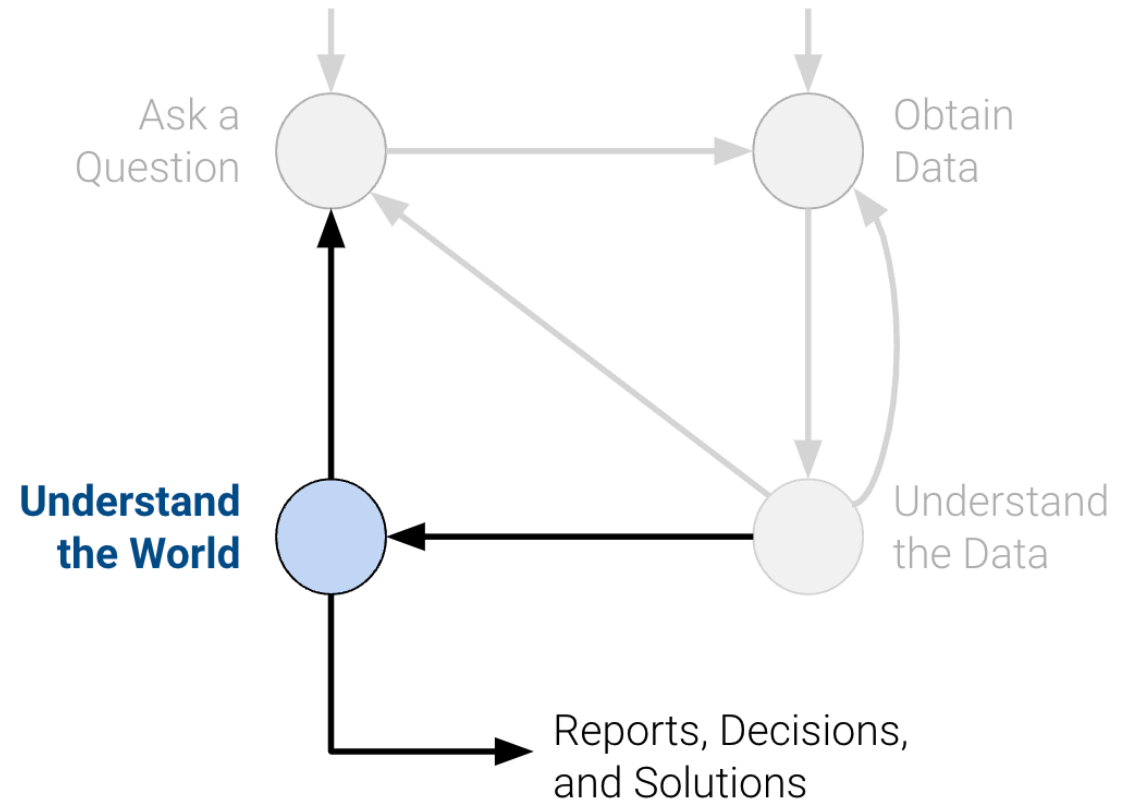 Ask a
Question
Obtain
Data
Understand
the World
Understand
the Data
Reports, Decisions,
and Solutions